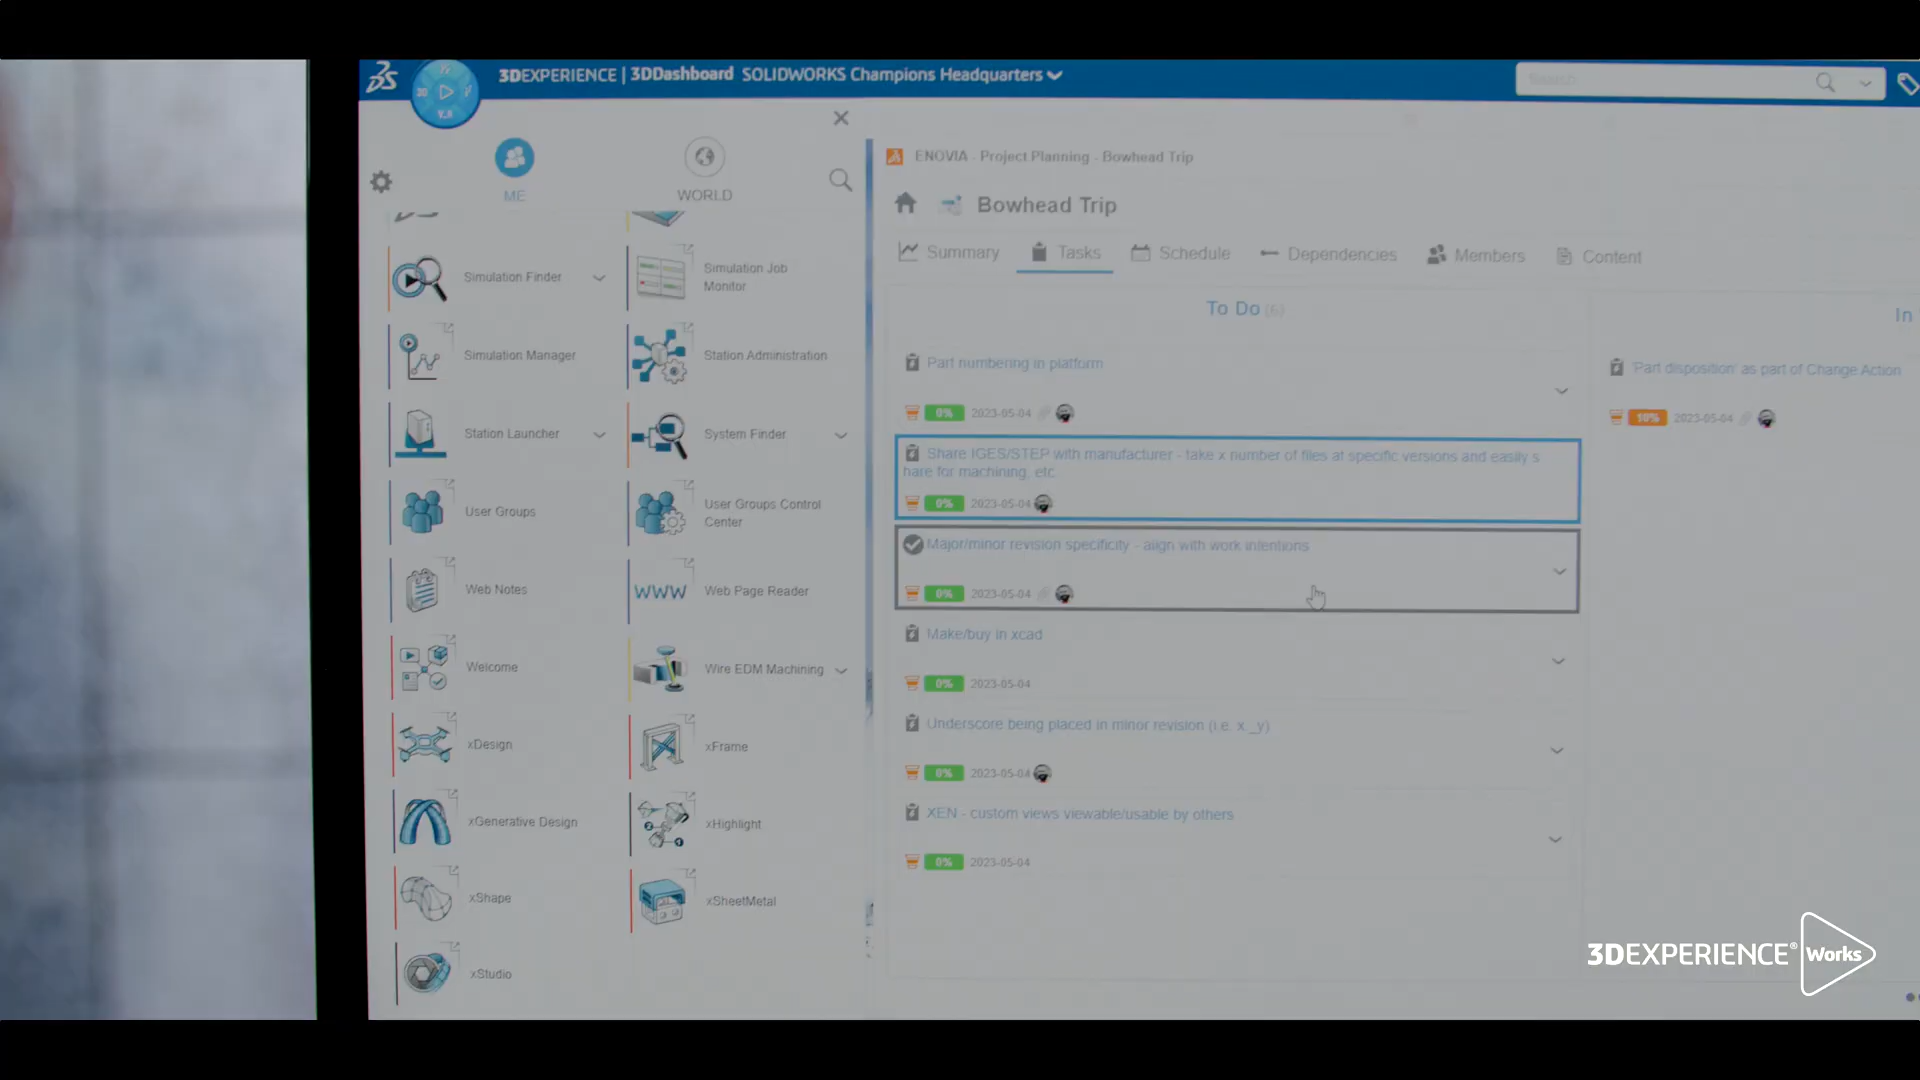 3DEXPERIENCE | 3DDashboard SOLIDWORKS Champions Headquarters
Search
3D
V.R
ME
WORLD
Simulation Finder
Simulation Job
Monitor
Simulation Manager
Station Administration
Station Launcher
System Finder
User Groups
User Groups Control
Center
Web Notes
WWW
Web Page Reader
Welcome
Wire EDM Machining
xDesign
xFrame
xGenerative Design
xHighlight
xShape
xSheetMetal
xStudio
ENOVIA - Project Planning - Bowhead Trip
Bowhead Trip
Summary
Tasks
Schedule
Dependencies
Members
Content
To Do (6)
Part numbering in platform
0% 2023-05-04
Share IGES/STEP with manufacturer - take x number of files at specific versions and easily s
hare for machining, etc
0% 2023-05-04
Major/minor revision specificity - align with work intentions
0% 2023-05-04
Make/buy in xcad
0% 2023-05-04
Underscore being placed in minor revision (i.e. x._y)
0% 2023-05-04
XEN - custom views viewable/usable by others
0% 2023-05-04
In
'Part disposition' as part of Change Action
10% 2023-05-04
3DEXPERIENCE® Works